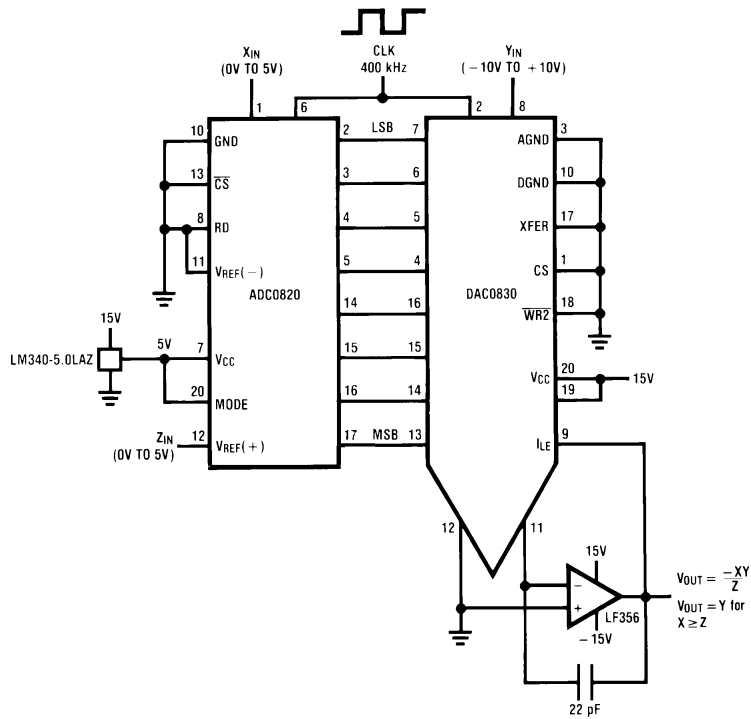 CLK
400 kHz
XIN
(0V TO 5V)
YIN
(−10V TO +10V)
1
6
2
8
10
GND
2
LSB
7
AGND
3
13
C̅S̅
3
6
DGND
10
8
RD
4
5
XFER
17
11
VREF(−)
5
4
CS
1
ADC0820
DAC0830
14
16
W̅R̅2̅
18
15V
LM340-5.0LAZ
5V
7
VCC
15
15
VCC
20
19
15V
20
MODE
16
14
ZIN
(0V TO 5V)
12
VREF(+)
17
MSB
13
ILE
9
12
11
15V
−
+
LF356
−15V
VOUT = −XY/Z
VOUT = Y for
X ≥ Z
22 pF